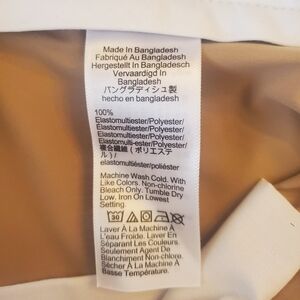 Made In Bangladesh
Fabriqué Au Bangladesh
Hergestellt In Bangladesch
Vervaardigd In
Bangladesh
バングラディシュ製
hecho en bangladesh
100%
Elastomultiester/Polyester/
Elastomultiester/Polyester/
Elastomultiester/Polyester/
Elastomulti-ester/Polyester/
複合繊維(ポリエステ
ル)/
elastomultiéster/poliéster
Machine Wash Cold. With
Like Colors. Non-chlorine
Bleach Only. Tumble Dry
Low. Iron On Lowest
Setting.
30
Laver À La Machine À
L'eau Froide. Laver En
Séparant Les Couleurs.
Seulement Agent De
Blanchiment Non-chlore.
Sécher À La Machine À
Basse Température.